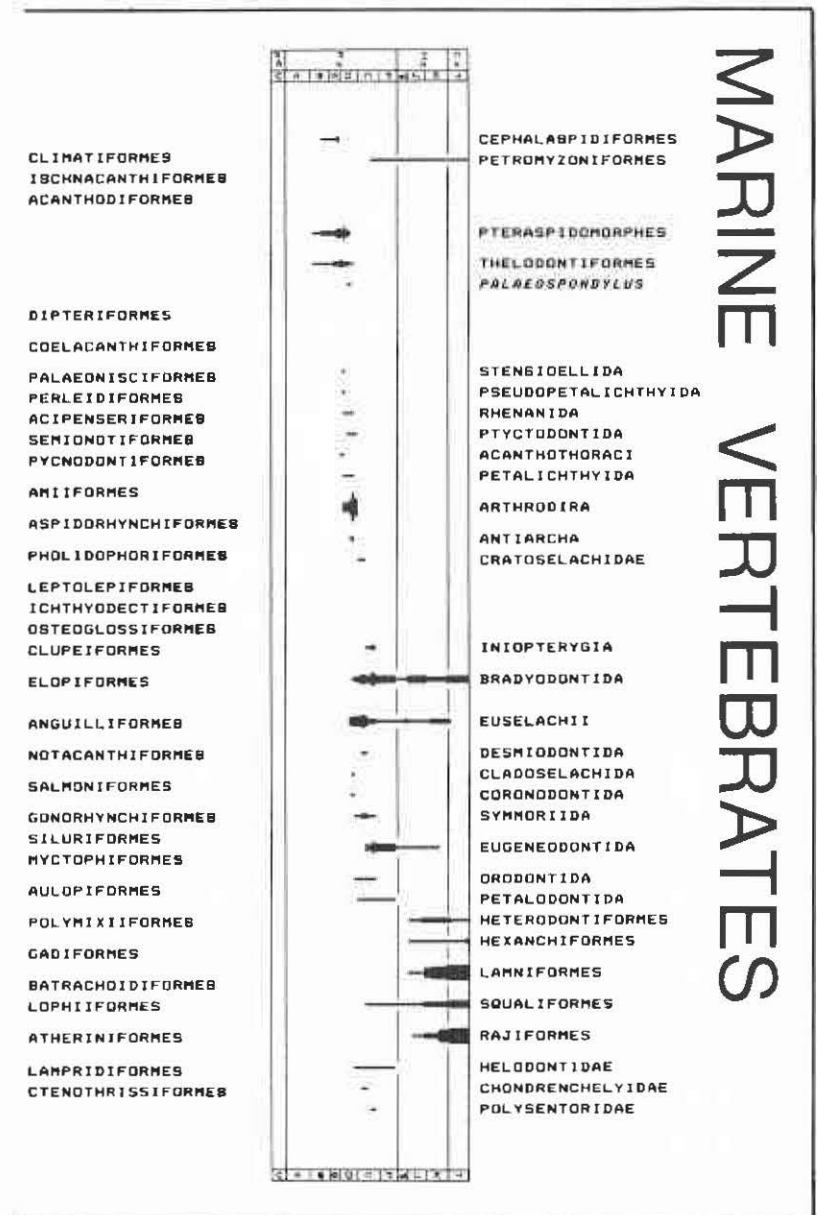 MARINE VERTEBRATES
CLIMATIFORMES
ISCHNACANTHIFORMES
ACANTHODIFORMES
DIPTERIFORMES
COELACANTHIFORMES
PALAEONISCIFORMES
PERLEIDIFORMES
ACIPENSERIFORMES
SEMIONOTIFORMES
PYCNODONTIFORMES
AMIIFORMES
ASPIDORHYNCHIFORMES
PHOLIDOPHORIFORMES
LEPTOLEPIFORMES
ICHTHYODECTIFORMES
OSTEOGLOSSIFORMES
CLUPEIFORMES
ELOPIFORMES
ANGUILLIFORMES
NOTACANTHIFORMES
SALMONIFORMES
GONORHYNCHIFORMES
SILURIFORMES
MYCTOPHIFORMES
AULOPIFORMES
POLYMIXIIFORMES
GADIFORMES
BATRACHOIDIFORMES
LOPHIIFORMES
ATHERINIFORMES
LAMPRIDIFORMES
CTENOTHRISSIFORMES
CEPHALASPIDIFORMES
PETROMYZONIFORMES
PTERASPIDOMORPHES
THELODONTIFORMES
PALAEOSPONDYLUS
STENSIOELLIDA
PSEUDOPETALICHTHYIDA
RHENANIDA
PTYCTODONTIDA
ACANTHOTHORACI
PETALICHTHYIDA
ARTHRODIRA
ANTIARCHA
CRATOSELACHIDAE
INIOPTERYGIA
BRADYODONTIDA
EUSELACHII
DESMIODONTIDA
CLADOSELACHIDA
CORONODONTIDA
SYMMORIIDA
EUGENEODONTIDA
ORODONTIDA
PETALODONTIDA
HETERODONTIFORMES
HEXANCHIFORMES
LAMNIFORMES
SQUALIFORMES
RAJIFORMES
HELODONTIDAE
CHONDRENCHELYIDAE
POLYSENTORIDAE